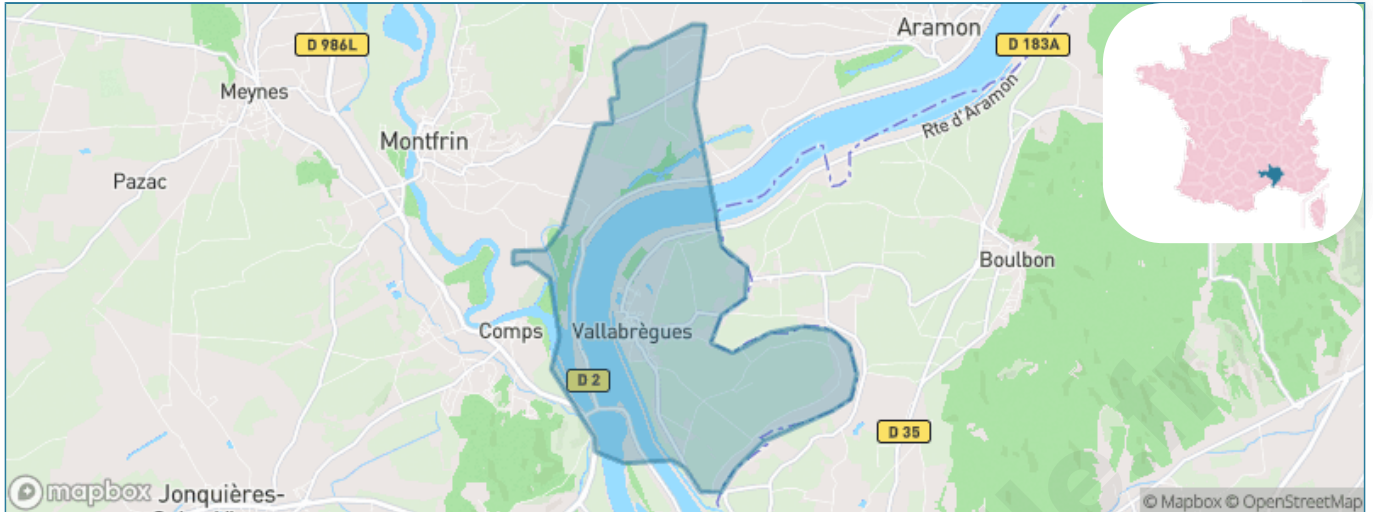 Aramon
D 986L
D 183A
Meynes
Rte d'Aramon
Montfrin
Pazac
Boulbon
Comps
Vallabrègues
D 2
D 35
mapbox
Jonquières-
© Mapbox © OpenStreetMap